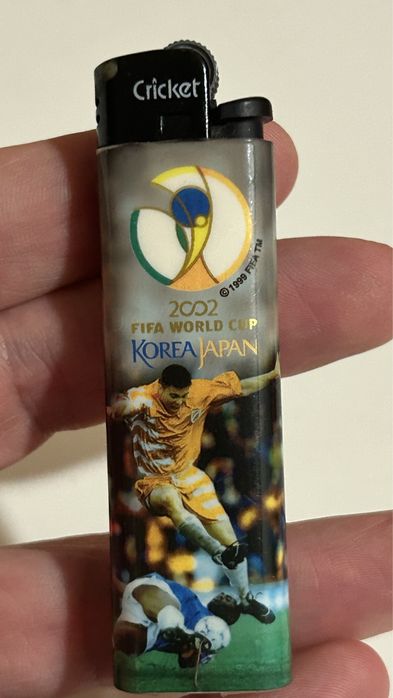 Cricket
© 1999 FIFA TM
2002
FIFA WORLD CUP
KOREA JAPAN